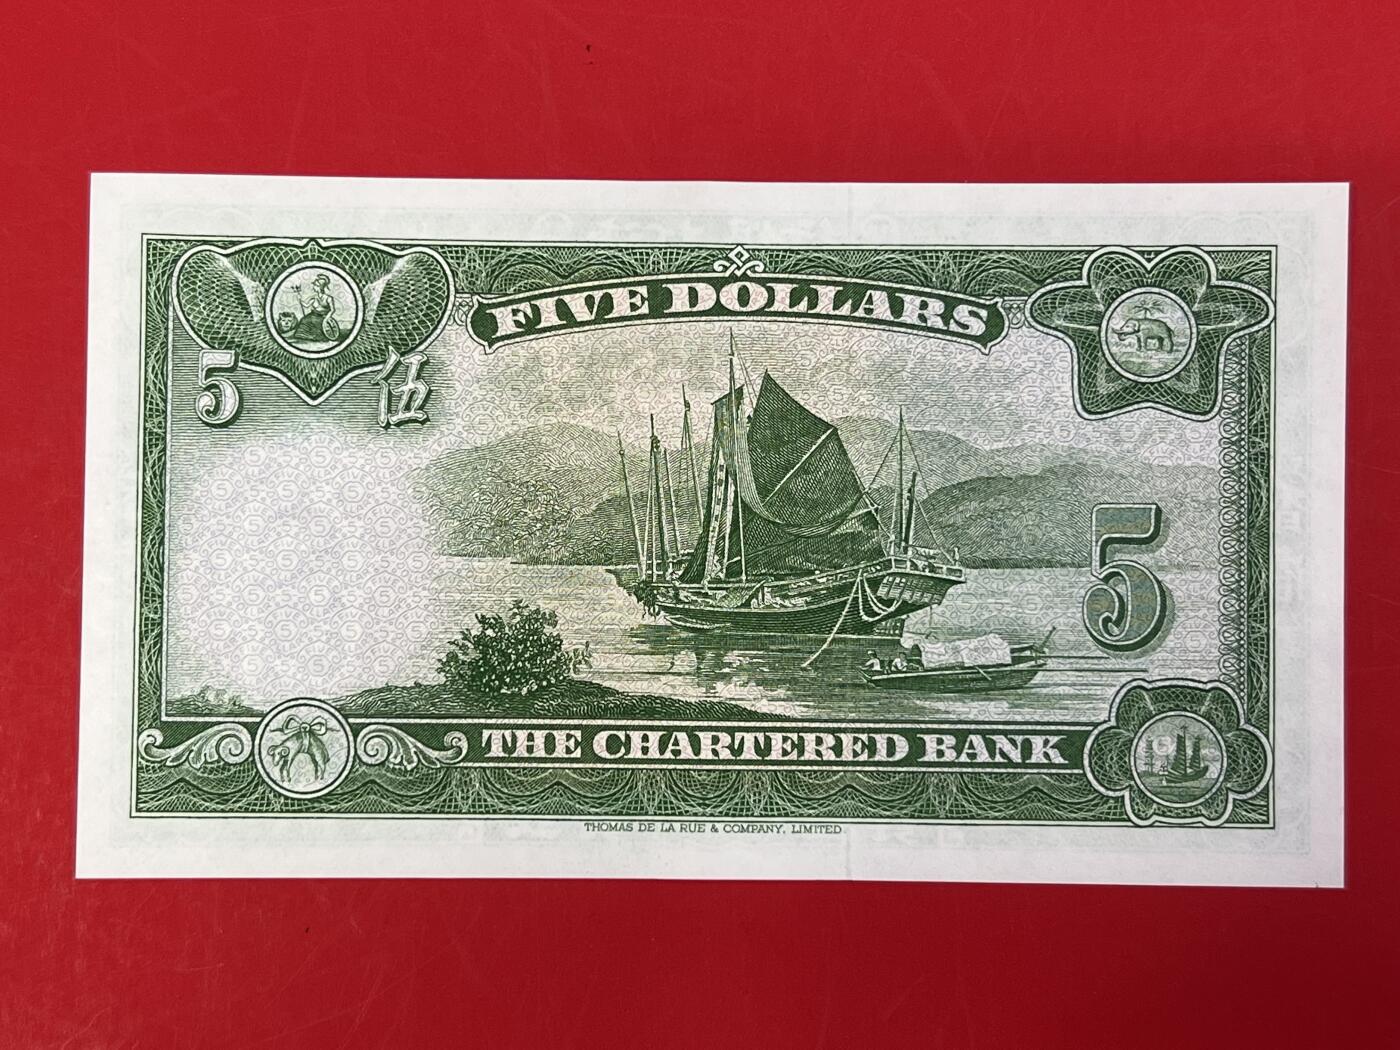 FIVE DOLLARS
5 伍
5
THE CHARTERED BANK
THOMAS DE LA RUE & COMPANY, LIMITED.